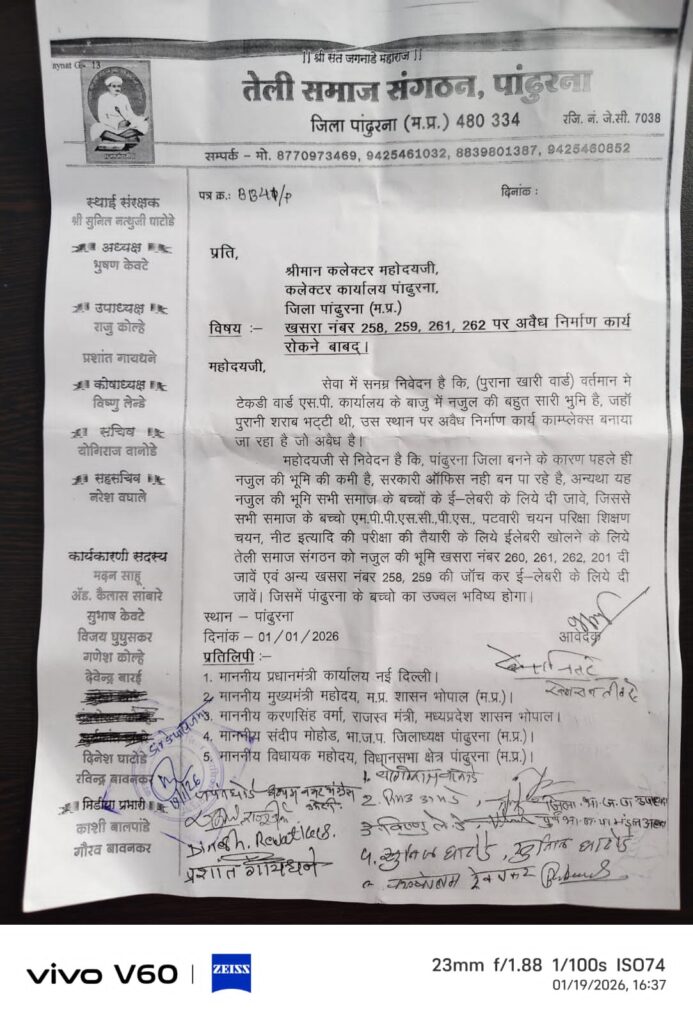 || श्री संत जगनाडे महाराज ||
तेली समाज संगठन, पांढुरना
जिला पांढुरना (म.प्र.) 480 334
रजि. नं. जे.सी. 7038
सम्पर्क - मो. 8770973469, 9425461032, 8839801387, 9425460852
स्थाई संरक्षक
श्री सुनिल नत्थुजी घाटोडे
अध्यक्ष
भुषण केवटे
उपाध्यक्ष
राजु कोल्हे
प्रशांत गायधने
कोषाध्यक्ष
विष्णु लेन्डे
सचिव
योगिराज वानोडे
सहसचिव
नरेश वघाले
कार्यकारणी सदस्य
मदन साहू
अॅड. कैलास सांबारे
सुभाष केवटे
विजय घुघुसकर
गणेश कोल्हे
देवेन्द्र बारई
दिनेश घाटोडे
रविन्द्र बावनकर
मिडीया प्रभारी
काशी बालपांडे
गौरव बावनकर
पत्र क्र.:
दिनांक :
प्रति,
श्रीमान कलेक्टर महोदयजी,
कलेक्टर कार्यालय पांढुरना,
जिला पांढुरना (म.प्र.)
विषय :– खसरा नंबर 258, 259, 261, 262 पर अवैध निर्माण कार्य
रोकने बाबद्।
महोदयजी,
सेवा में सनम्र निवेदन है कि, (पुराना खारी वार्ड) वर्तमान मे
टेकडी वार्ड एस.पी. कार्यालय के बाजु में नजुल की बहुत सारी भुमि है, जहाँ
पुरानी शराब भट्टी थी, उस स्थान पर अवैध निर्माण कार्य काम्प्लेक्स बनाया
जा रहा है जो अवैध है।
महोदयजी से निवेदन है कि, पांढुरना जिला बनने के कारण पहले ही
नजुल की भूमि की कमी है, सरकारी ऑफिस नही बन पा रहे है, अन्यथा यह
नजुल की भूमि सभी समाज के बच्चों के ई–लेबरी के लिये दी जावे, जिससे
सभी समाज के बच्चो एम.पी.पी.एस.सी.,पी.एस., पटवारी चयन परिक्षा शिक्षण
चयन, नीट इत्यादि की परीक्षा की तैयारी के लिये ईलेबरी खोलने के लिये
तेली समाज संगठन को नजुल की भूमि खसरा नंबर 260, 261, 262, 201 दी
जावें एवं अन्य खसरा नंबर 258, 259 की जाँच कर ई–लेबरी के लिये दी
जावें। जिसमें पांढुरना के बच्चो का उज्वल भविष्य होगा।
स्थान – पांढुरना
दिनांक -01/01/2026
आवेदक
प्रतिलिपी :–
1. माननीय प्रधानमंत्री कार्यालय नई दिल्ली।
2. माननीय मुख्यमंत्री महोदय, म.प्र. शासन भोपाल (म.प्र.)।
3. माननीय करणसिंह वर्मा, राजस्व मंत्री, मध्यप्रदेश शासन भोपाल।
4. माननीय संदीप मोहोड, भा.ज.प. जिलाध्यक्ष पांढुरना (म.प्र.)।
5. माननीय विधायक महोदय, विधानसभा क्षेत्र पांढुरना (म.प्र.)।
प्रशांत गायधने
vivo V60 | ZEISS
23mm f/1.88 1/100s ISO74
01/19/2026, 16:37